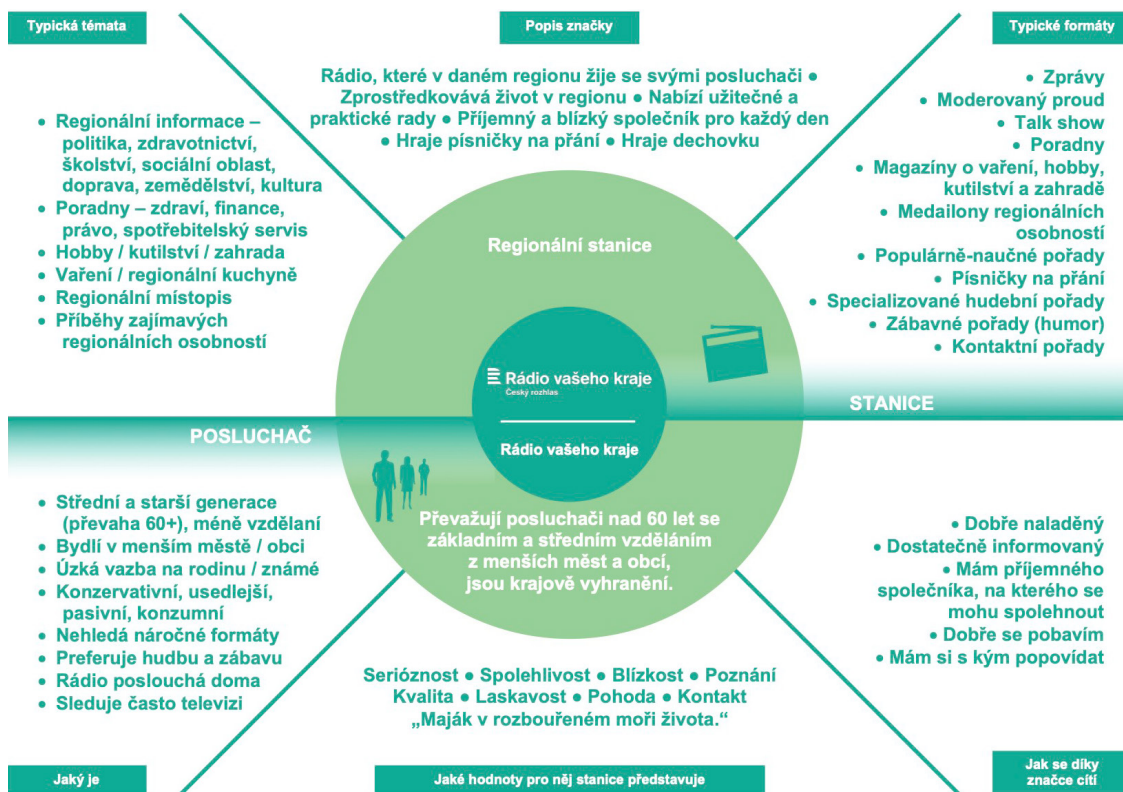 Typická témata
Popis značky
Typické formáty
Rádio, které v daném regionu žije se svými posluchači ●
Zprostředkovává život v regionu ● Nabízí užitečné a
praktické rady ● Příjemný a blízký společník pro každý den
● Hraje písničky na přání ● Hraje dechovku
• Regionální informace –
politika, zdravotnictví,
školství, sociální oblast,
doprava, zemědělství, kultura
• Poradny – zdraví, finance,
právo, spotřebitelský servis
• Hobby / kutilství / zahrada
• Vaření / regionální kuchyně
• Regionální místopis
• Příběhy zajímavých
regionálních osobností
• Zprávy
• Moderovaný proud
• Talk show
• Poradny
• Magazíny o vaření, hobby,
kutilství a zahradě
• Medailony regionálních
osobností
• Populárně-naučné pořady
• Písničky na přání
• Specializované hudební pořady
• Zábavné pořady (humor)
• Kontaktní pořady
Regionální stanice
Rádio vašeho kraje
Český rozhlas
Rádio vašeho kraje
STANICE
POSLUCHAČ
• Střední a starší generace
(převaha 60+), méně vzdělaní
• Bydlí v menším městě / obci
• Úzká vazba na rodinu / známé
• Konzervativní, usedlejší,
pasivní, konzumní
• Nehledá náročné formáty
• Preferuje hudbu a zábavu
• Rádio poslouchá doma
• Sleduje často televizi
Převažují posluchači nad 60 let se
základním a středním vzděláním
z menších měst a obcí,
jsou krajově vyhranění.
• Dobře naladěný
• Dostatečně informovaný
• Mám příjemného
společníka, na kterého se
mohu spolehnout
• Dobře se pobavím
• Mám si s kým popovídat
Serióznost ● Spolehlivost ● Blízkost ● Poznání
Kvalita ● Laskavost ● Pohoda ● Kontakt
„Maják v rozbouřeném moři života.“
Jaký je
Jaké hodnoty pro něj stanice představuje
Jak se díky
značce cítí